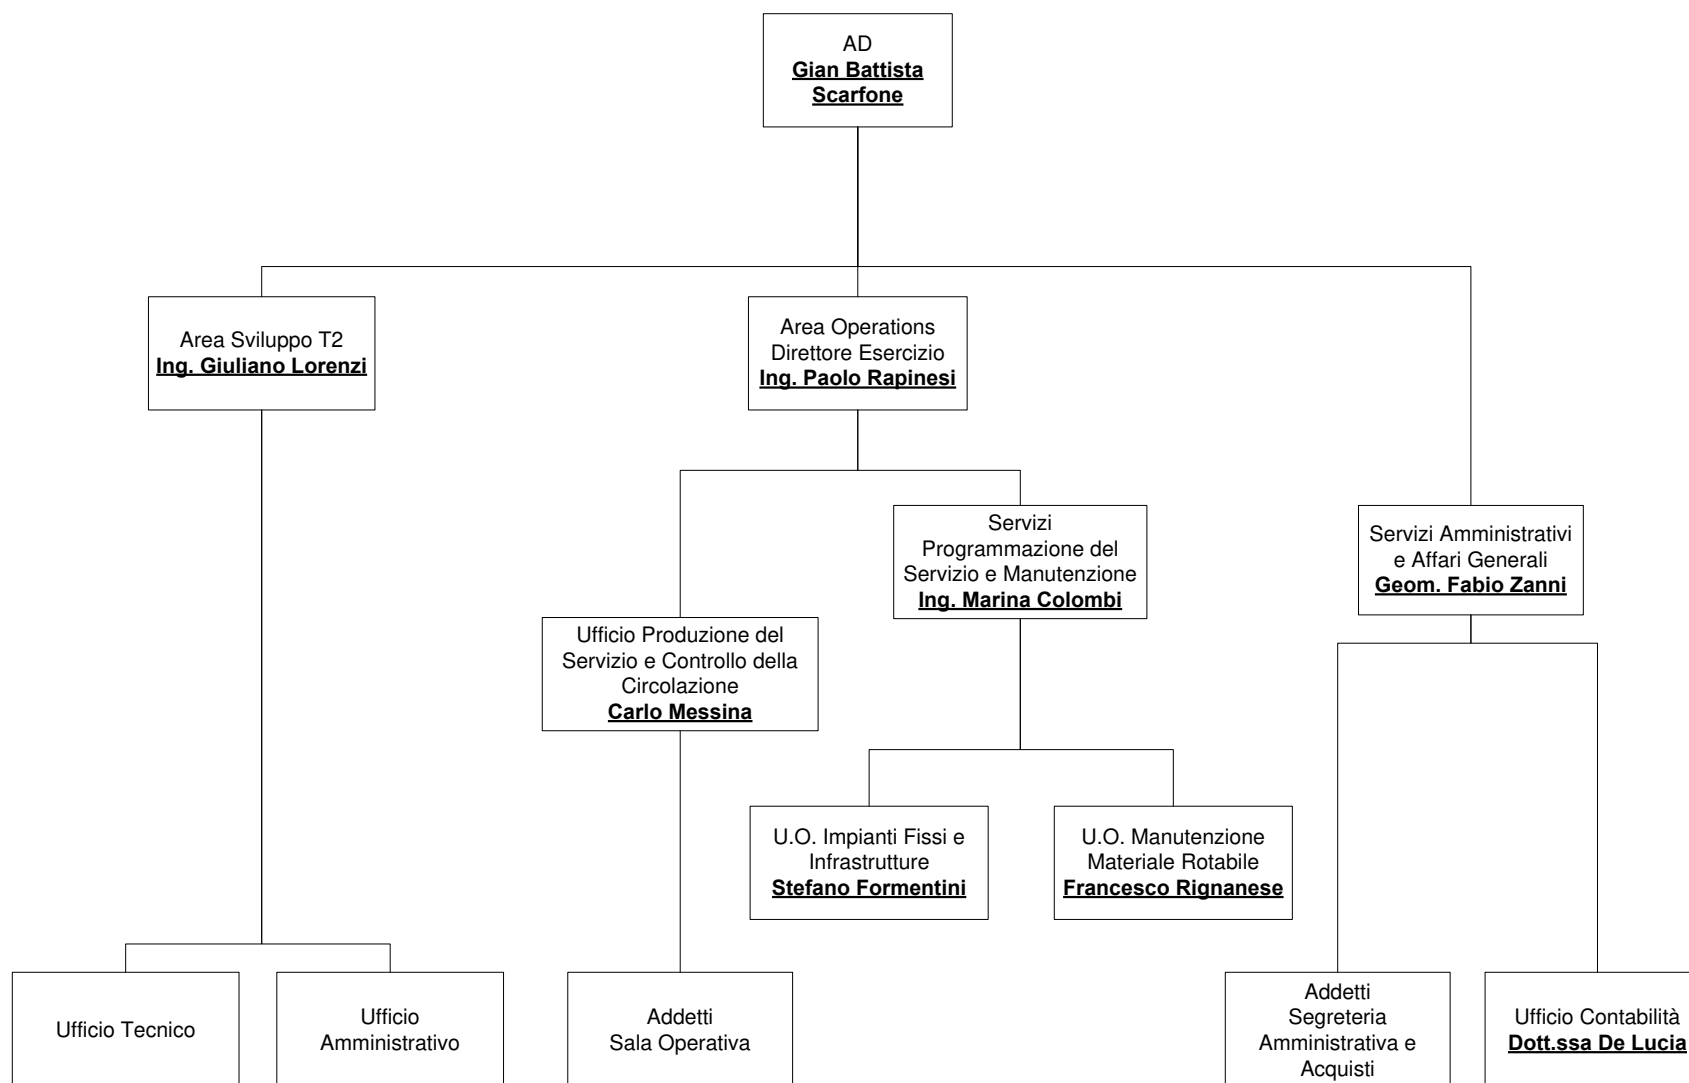 AD
Gian Battista
Scarfone
Area Sviluppo T2
Ing. Giuliano Lorenzi
Area Operations
Direttore Esercizio
Ing. Paolo Rapinesi
Servizi
Programmazione del
Servizio e Manutenzione
Ing. Marina Colombi
Servizi Amministrativi
e Affari Generali
Geom. Fabio Zanni
Ufficio Produzione del
Servizio e Controllo della
Circolazione
Carlo Messina
U.O. Impianti Fissi e
Infrastrutture
Stefano Formentini
U.O. Manutenzione
Materiale Rotabile
Francesco Rignanese
Ufficio Tecnico
Ufficio
Amministrativo
Addetti
Sala Operativa
Addetti
Segreteria
Amministrativa e
Acquisti
Ufficio Contabilità
Dott.ssa De Lucia